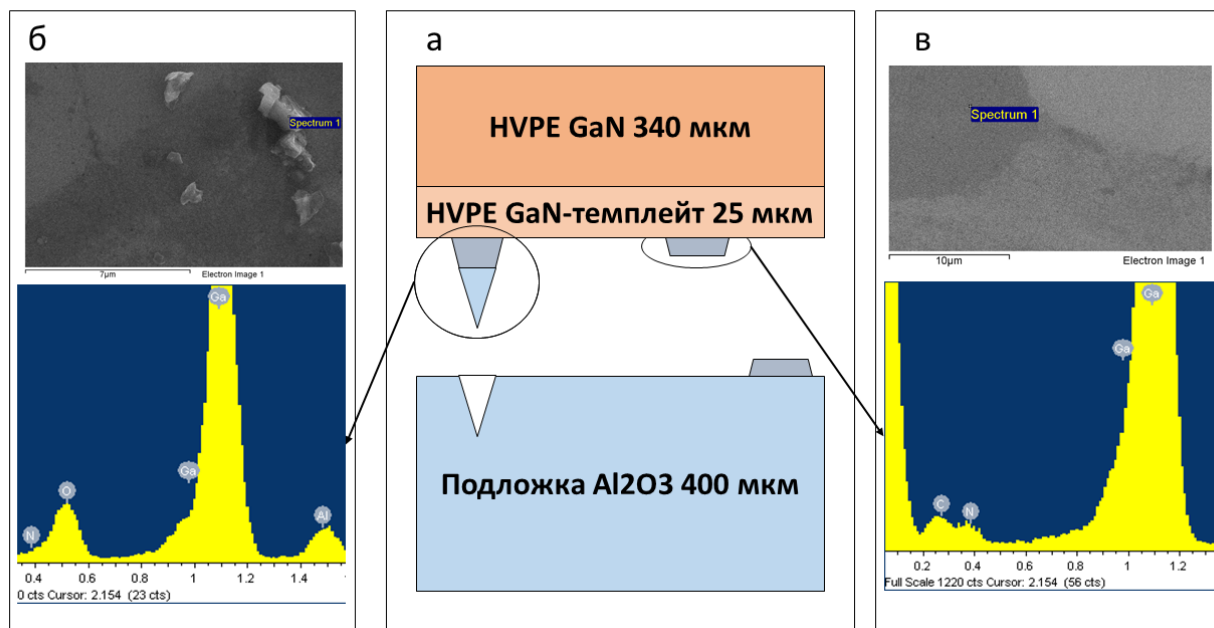 б
Spectrum 1
7µm
Electron Image 1
Ga
Ga
O
N
Al
0.4 0.6 0.8 1 1.2 1.4
0 cts Cursor: 2.154 (23 cts)
а
HVPE GaN 340 мкм
HVPE GaN-темплейт 25 мкм
Подложка Al2O3 400 мкм
в
Spectrum 1
10µm
Electron Image 1
Ga
Ga
C
N
0.2 0.4 0.6 0.8 1 1.2
Full Scale 1220 cts Cursor: 2.154 (56 cts)